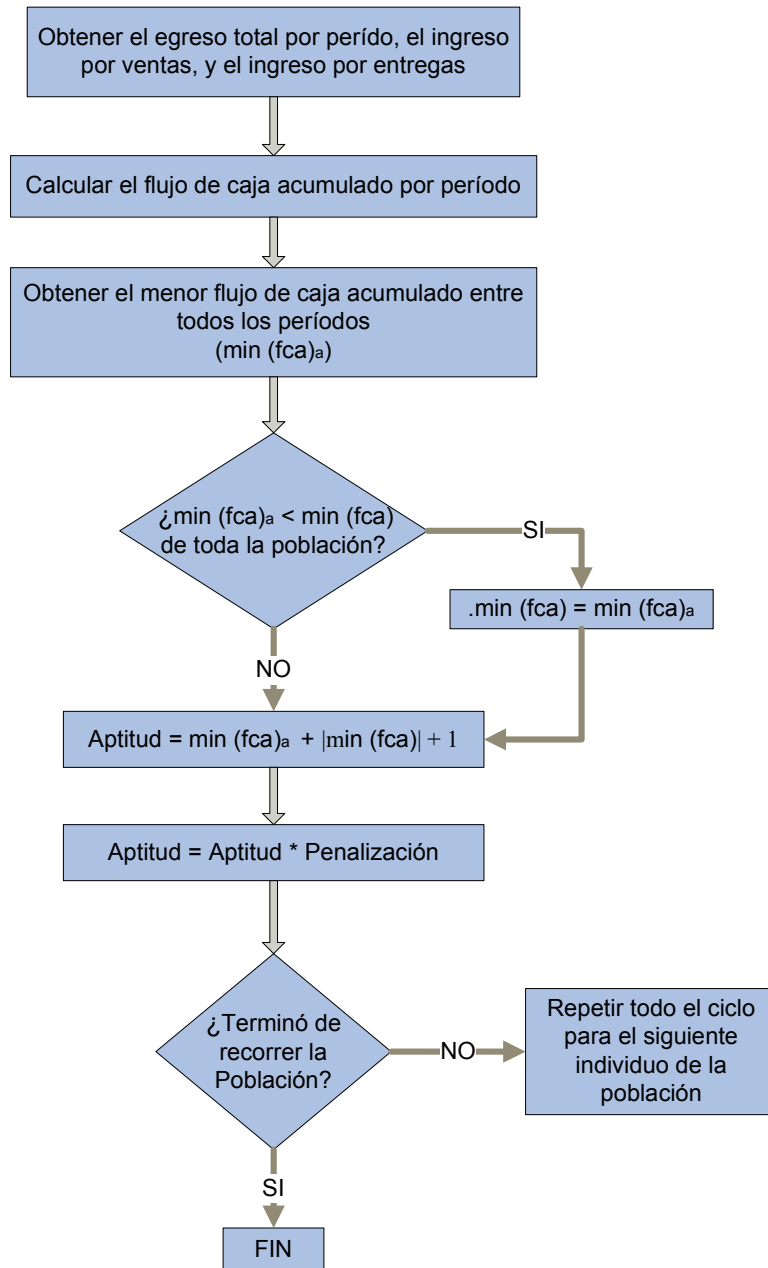 Obtener el egreso total por perído, el ingreso
por ventas, y el ingreso por entregas
Calcular el flujo de caja acumulado por período
Obtener el menor flujo de caja acumulado entre
todos los períodos
(min (fca)a)
¿min (fca)a < min (fca)
de toda la población?
SI
.min (fca) = min (fca)a
NO
Aptitud = min (fca)a + |min (fca)| + 1
Aptitud = Aptitud * Penalización
¿Terminó de
recorrer la
Población?
NO
Repetir todo el ciclo
para el siguiente
individuo de la
población
SI
FIN